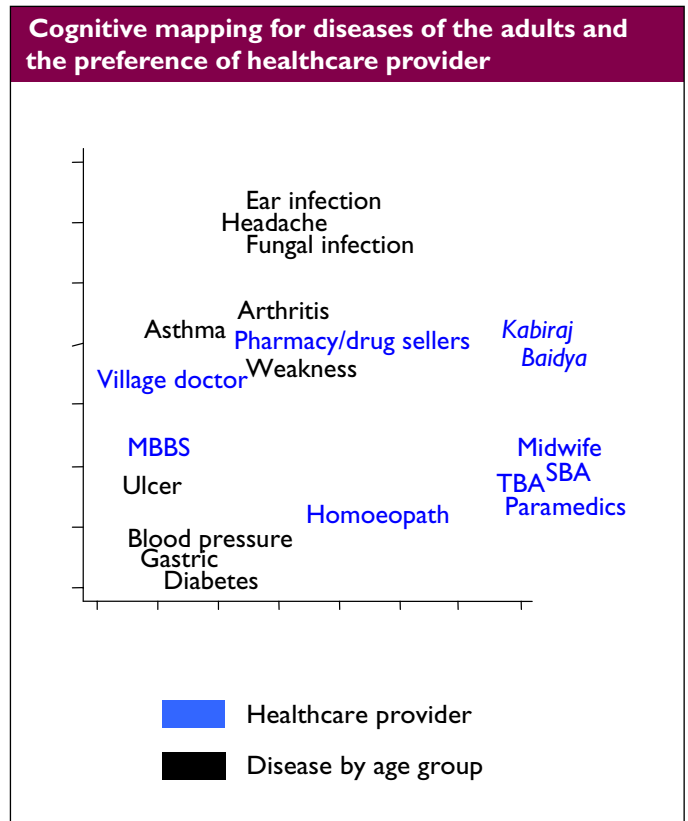 Cognitive mapping for diseases of the adults and
the preference of healthcare provider
Ear infection
Headache
Fungal infection
Arthritis
Asthma
Kabiraj
Pharmacy/drug sellers
Baidya
Weakness
Village doctor
MBBS
Midwife
SBA
Ulcer
TBA
Paramedics
Homoeopath
Blood pressure
Gastric
Diabetes
Healthcare provider
Disease by age group